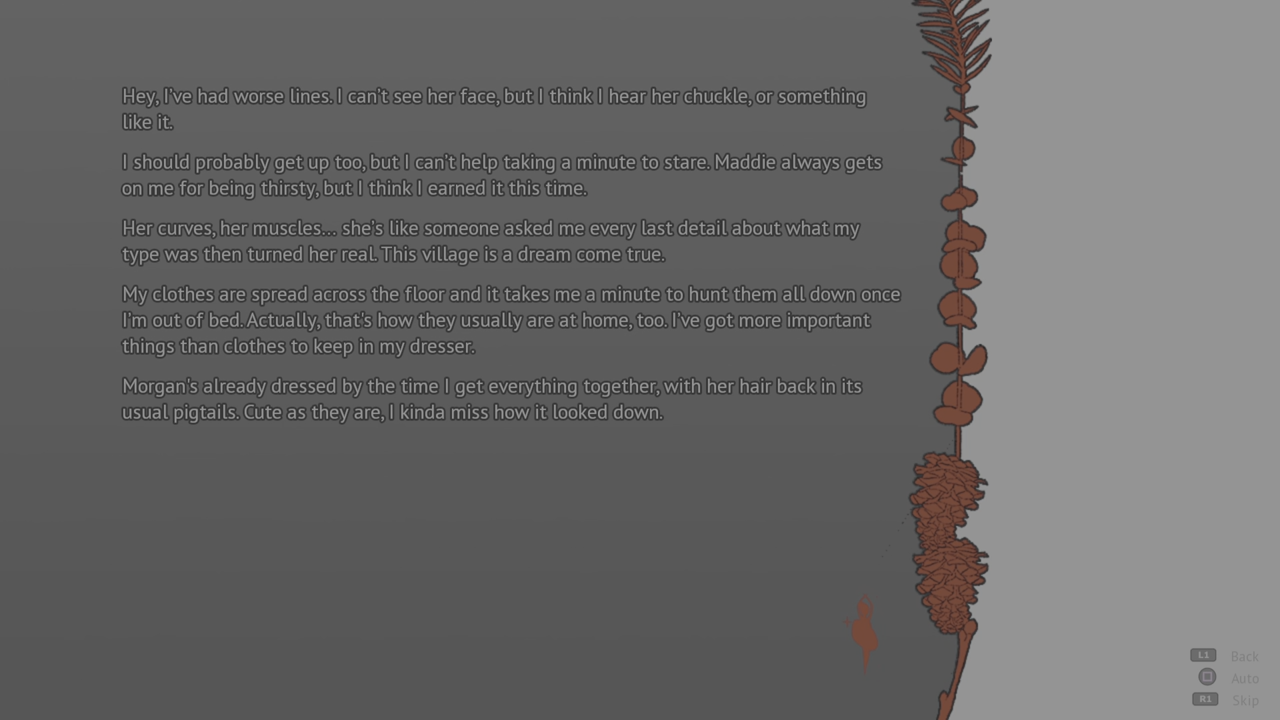 Hey, I've had worse lines. I can't see her face, but I think I hear her chuckle, or something
like it.
I should probably get up too, but I can't help taking a minute to stare. Maddie always gets
on me for being thirsty, but I think I earned it this time.
Her curves, her muscles... she's like someone asked me every last detail about what my
type was then turned her real. This village is a dream come true.
My clothes are spread across the floor and it takes me a minute to hunt them all down once
I'm out of bed. Actually, that's how they usually are at home, too. I've got more important
things than clothes to keep in my dresser.
Morgan's already dressed by the time I get everything together, with her hair back in its
usual pigtails. Cute as they are, I kinda miss how it looked down.
L1 Back
Auto
R1 Skip